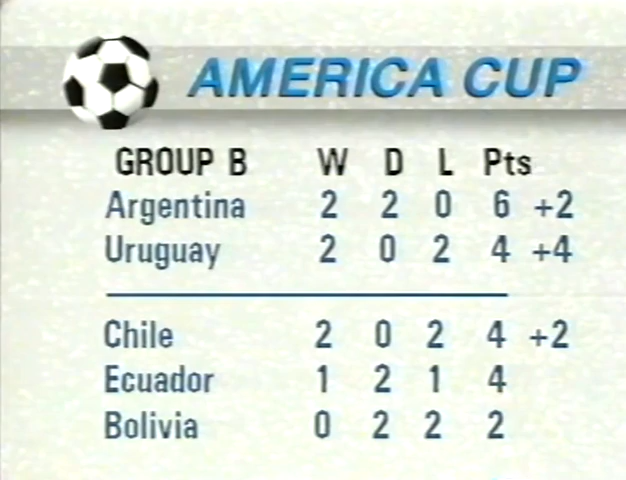 AMERICA CUP
GROUP B W D L Pts
Argentina 2 2 0 6 +2
Uruguay 2 0 2 4 +4
Chile 2 0 2 4 +2
Ecuador 1 2 1 4
Bolivia 0 2 2 2